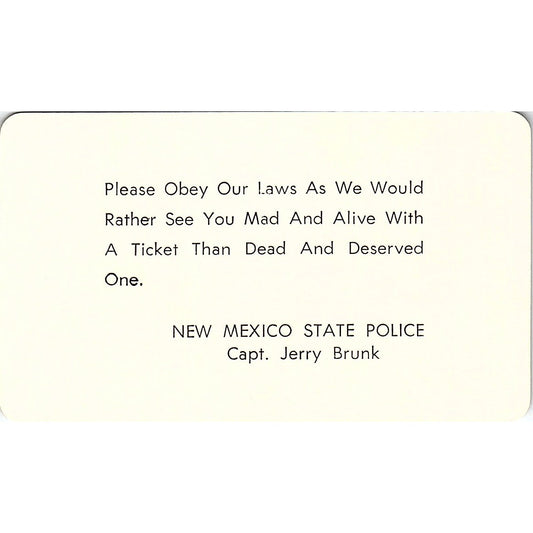 Please Obey Our Laws As We Would
Rather See You Mad And Alive With
A Ticket Than Dead And Deserved
One.
NEW MEXICO STATE POLICE
Capt. Jerry Brunk